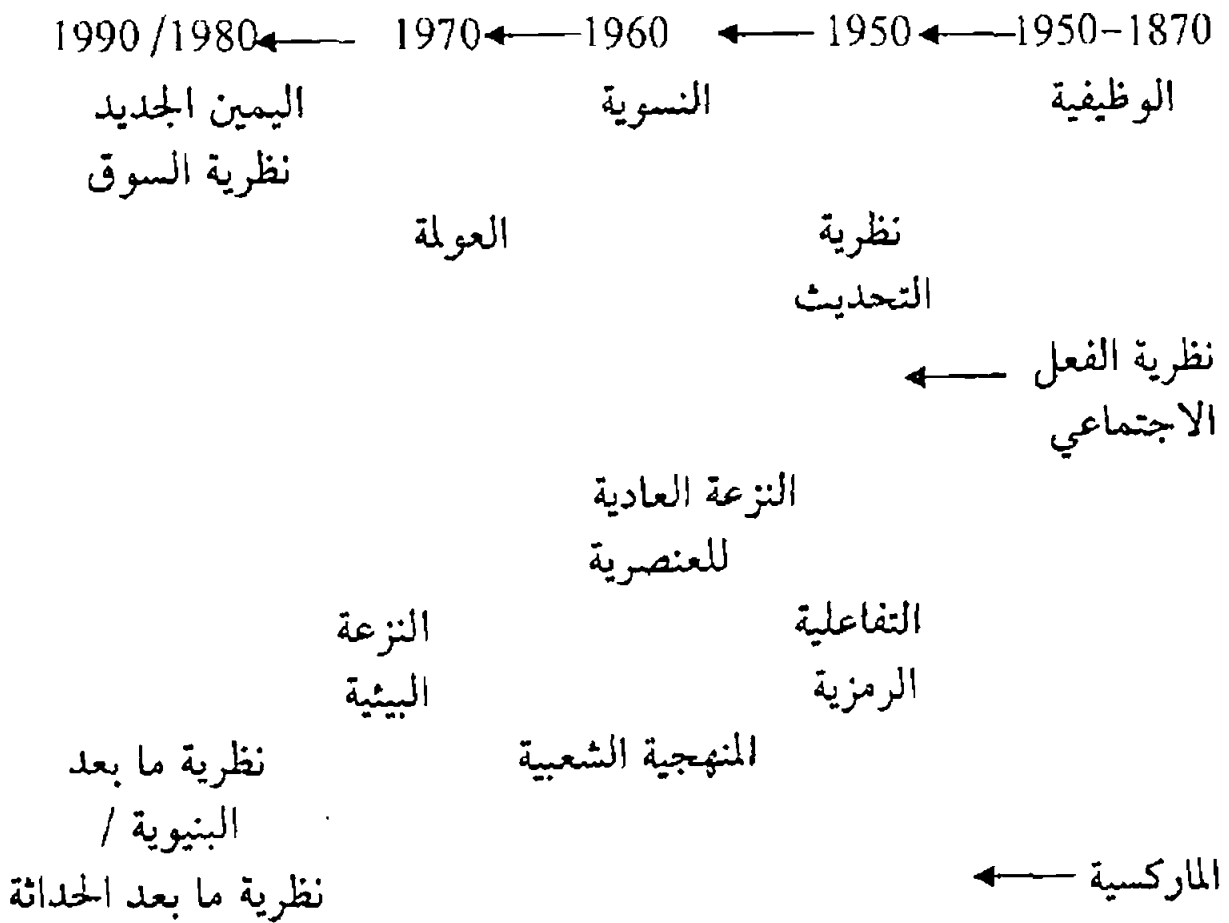 1870-1950 ← 1950 ← 1960 ← 1970 ← 1980/ 1990
الوظيفية النسوية اليمين الجديد
نظرية السوق
نظرية العولمة
التحديث
نظرية الفعل ←
الاجتماعي
النزعة العادية
للعنصرية
التفاعلية النزعة
الرمزية البيئية
المنهجية الشعبية نظرية ما بعد
البنيوية /
الماركسية ← نظرية ما بعد الحداثة